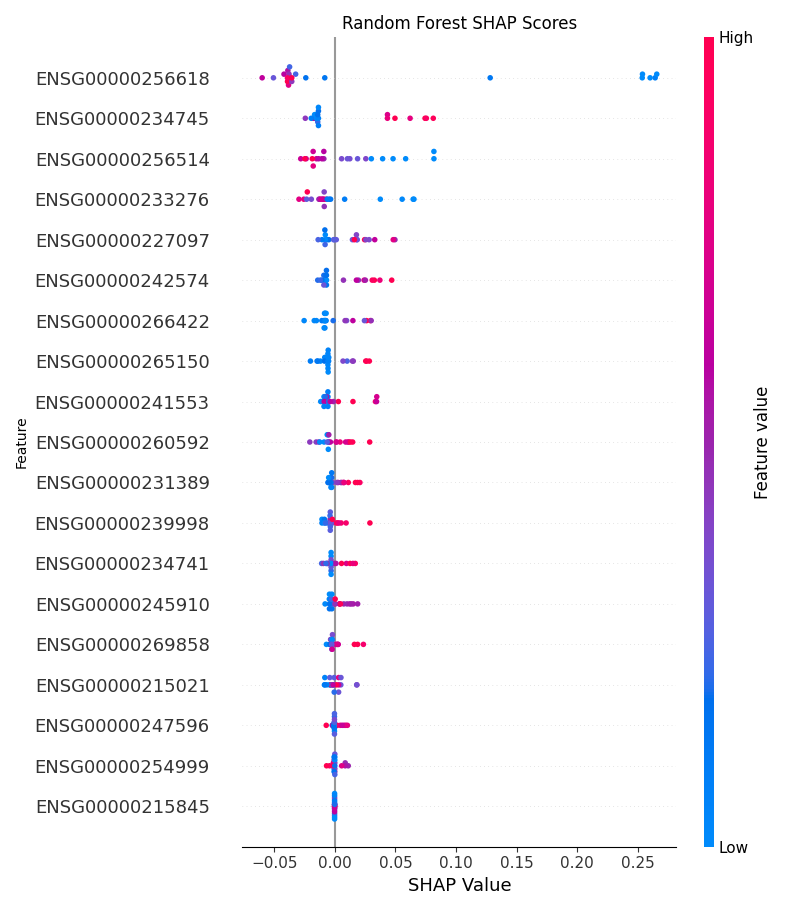 Random Forest SHAP Scores
High
ENSG00000256618
ENSG00000234745
ENSG00000256514
ENSG00000233276
ENSG00000227097
ENSG00000242574
ENSG00000266422
ENSG00000265150
ENSG00000241553
ENSG00000260592
ENSG00000231389
ENSG00000239998
ENSG00000234741
ENSG00000245910
ENSG00000269858
ENSG00000215021
ENSG00000247596
ENSG00000254999
ENSG00000215845
Feature
Feature value
Low
−0.05 0.00 0.05 0.10 0.15 0.20 0.25
SHAP Value